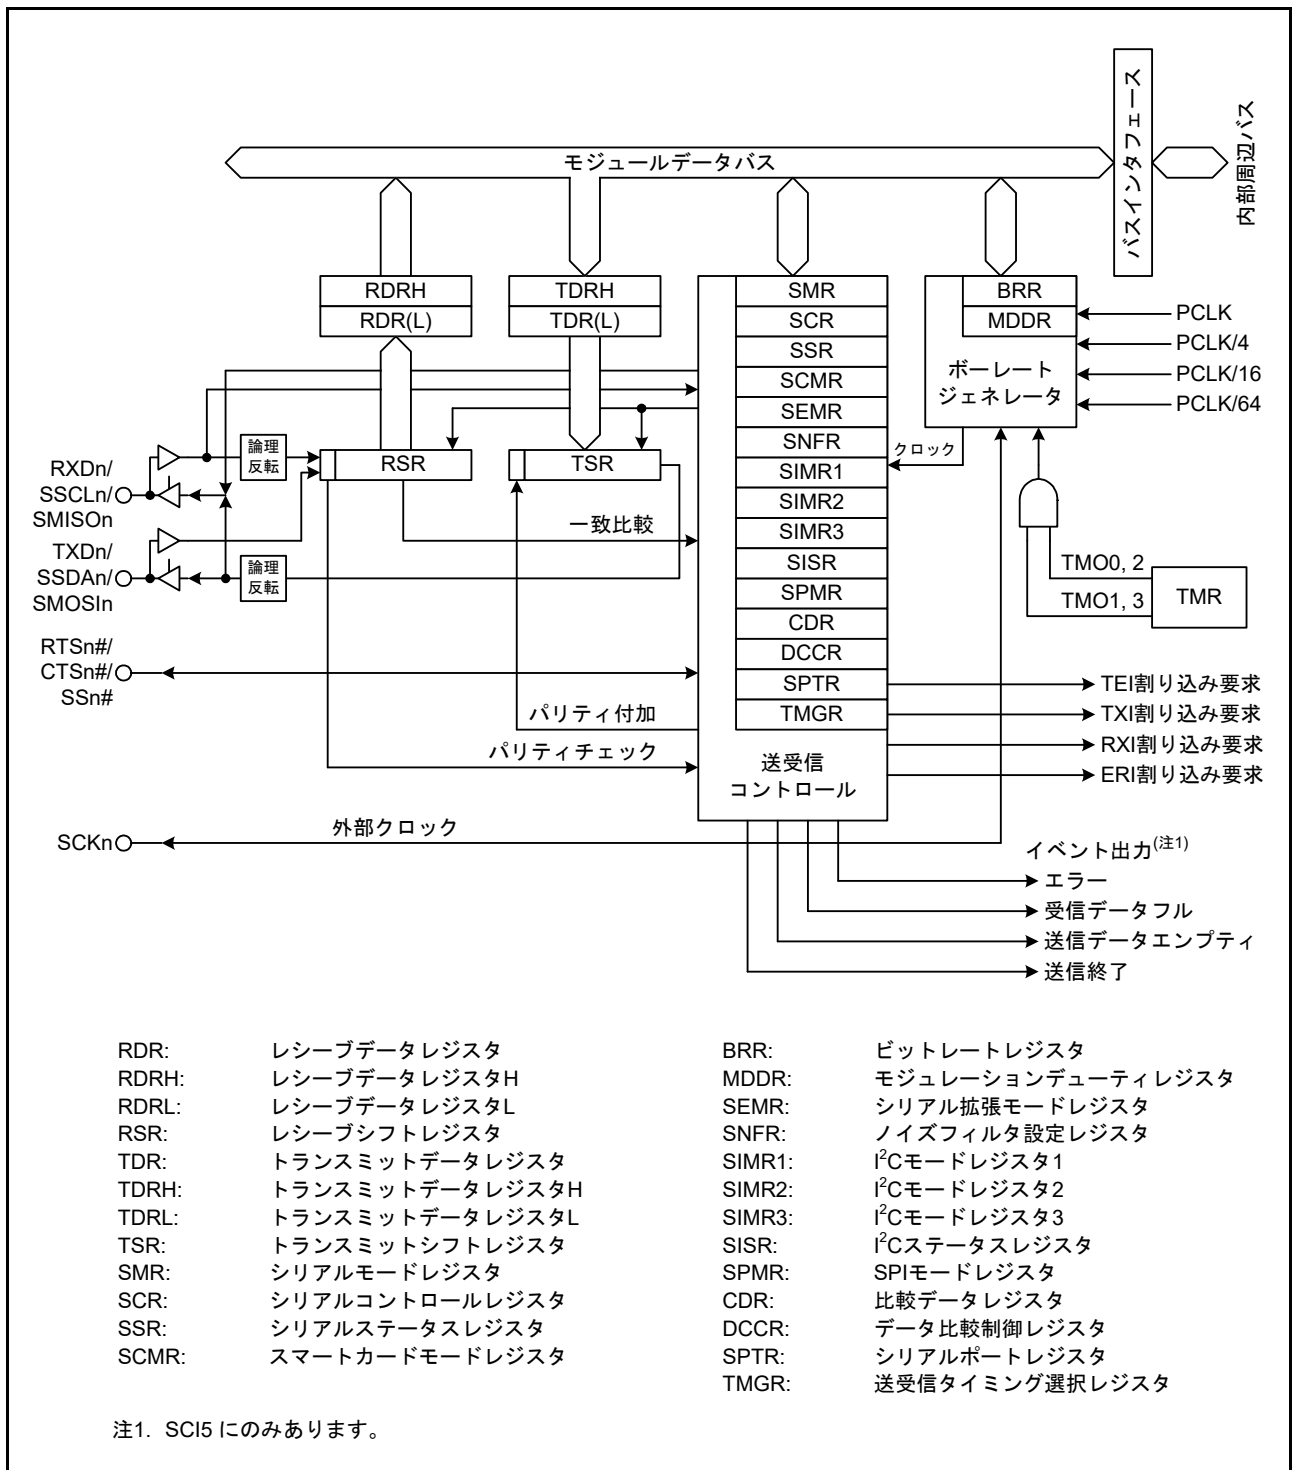 モジュールデータバス
バスインタフェース
内部周辺バス
RDRH
RDR(L)
TDRH
TDR(L)
SMR
SCR
SSR
SCMR
SEMR
SNFR
SIMR1
SIMR2
SIMR3
SISR
SPMR
CDR
DCCR
SPTR
TMGR
送受信
コントロール
BRR
MDDR
ボーレート
ジェネレータ
PCLK
PCLK/4
PCLK/16
PCLK/64
クロック
RXDn/
SSCLn/
SMISOn
論理
反転
RSR
TSR
一致比較
TXDn/
SSDAn/
SMOSIn
論理
反転
TMO0, 2
TMO1, 3
TMR
RTSn#/
CTSn#/
SSn#
パリティ付加
パリティチェック
TEI割り込み要求
TXI割り込み要求
RXI割り込み要求
ERI割り込み要求
SCKn
外部クロック
イベント出力(注1)
エラー
受信データフル
送信データエンプティ
送信終了
RDR: レシーブデータレジスタ
RDRH: レシーブデータレジスタH
RDRL: レシーブデータレジスタL
RSR: レシーブシフトレジスタ
TDR: トランスミットデータレジスタ
TDRH: トランスミットデータレジスタH
TDRL: トランスミットデータレジスタL
TSR: トランスミットシフトレジスタ
SMR: シリアルモードレジスタ
SCR: シリアルコントロールレジスタ
SSR: シリアルステータスレジスタ
SCMR: スマートカードモードレジスタ
BRR: ビットレートレジスタ
MDDR: モジュレーションデューティレジスタ
SEMR: シリアル拡張モードレジスタ
SNFR: ノイズフィルタ設定レジスタ
SIMR1: I²Cモードレジスタ1
SIMR2: I²Cモードレジスタ2
SIMR3: I²Cモードレジスタ3
SISR: I²Cステータスレジスタ
SPMR: SPIモードレジスタ
CDR: 比較データレジスタ
DCCR: データ比較制御レジスタ
SPTR: シリアルポートレジスタ
TMGR: 送受信タイミング選択レジスタ
注1. SCI5 にのみあります。